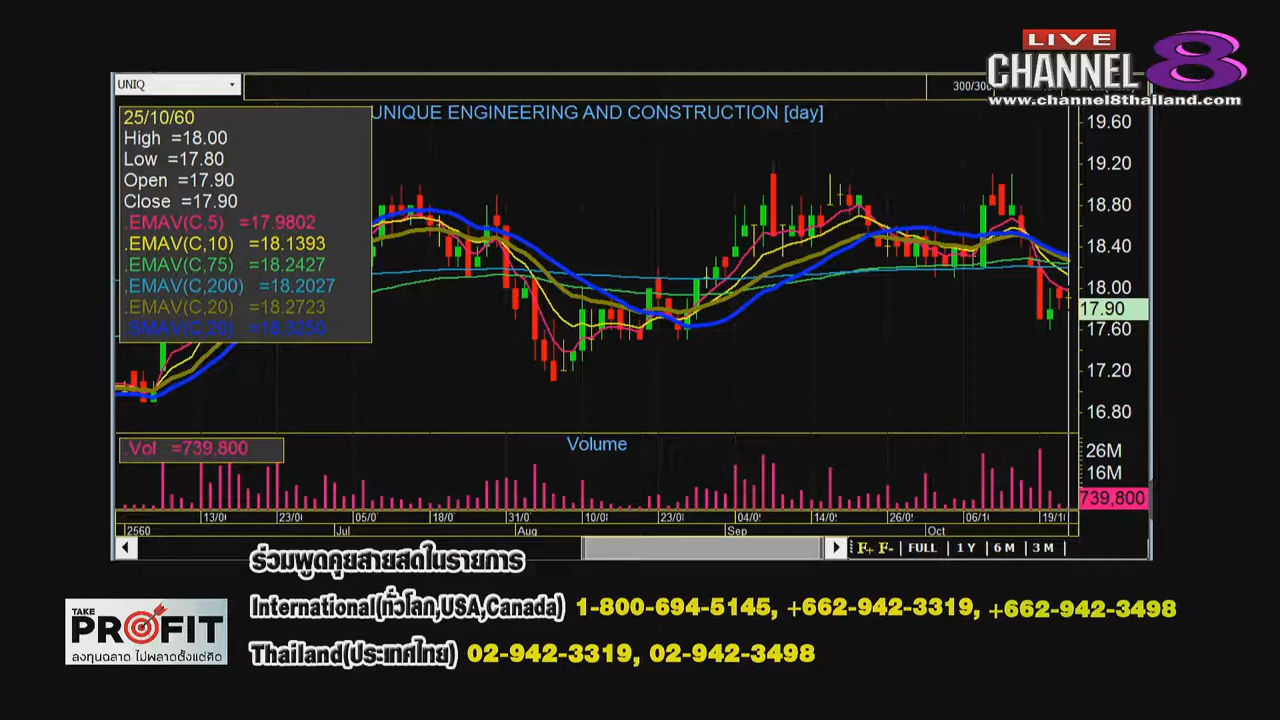 LIVE
CHANNEL 8
www.channel8thailand.com
UNIQ
300/300
UNIQUE ENGINEERING AND CONSTRUCTION [day]
25/10/60
High =18.00
Low =17.80
Open =17.90
Close =17.90
.EMAV(C,5) =17.9802
.EMAV(C,10) =18.1393
.EMAV(C,75) =18.2427
.EMAV(C,200) =18.2027
.EMAV(C,20) =18.2723
.SMAV(C,20) =18.3250
19.60
19.20
18.80
18.40
18.00
17.90
17.60
17.20
16.80
.Vol =739,800
Volume
26M
16M
739,800
13/0 23/0 05/0 18/0 31/0 10/0 23/0 04/0 14/0 26/0 06/1 19/1
2560 Jul Aug Sep Oct
F+ F- FULL 1 Y 6 M 3 M
ร่วมพูดคุยสายสดในรายการ
International(ทั่วโลก,USA,Canada) 1-800-694-5145, +662-942-3319, +662-942-3498
Thailand(ประเทศไทย) 02-942-3319, 02-942-3498
TAKE
PROFIT
ลงทุนฉลาด ไม่พลาดตั้งแต่คิด